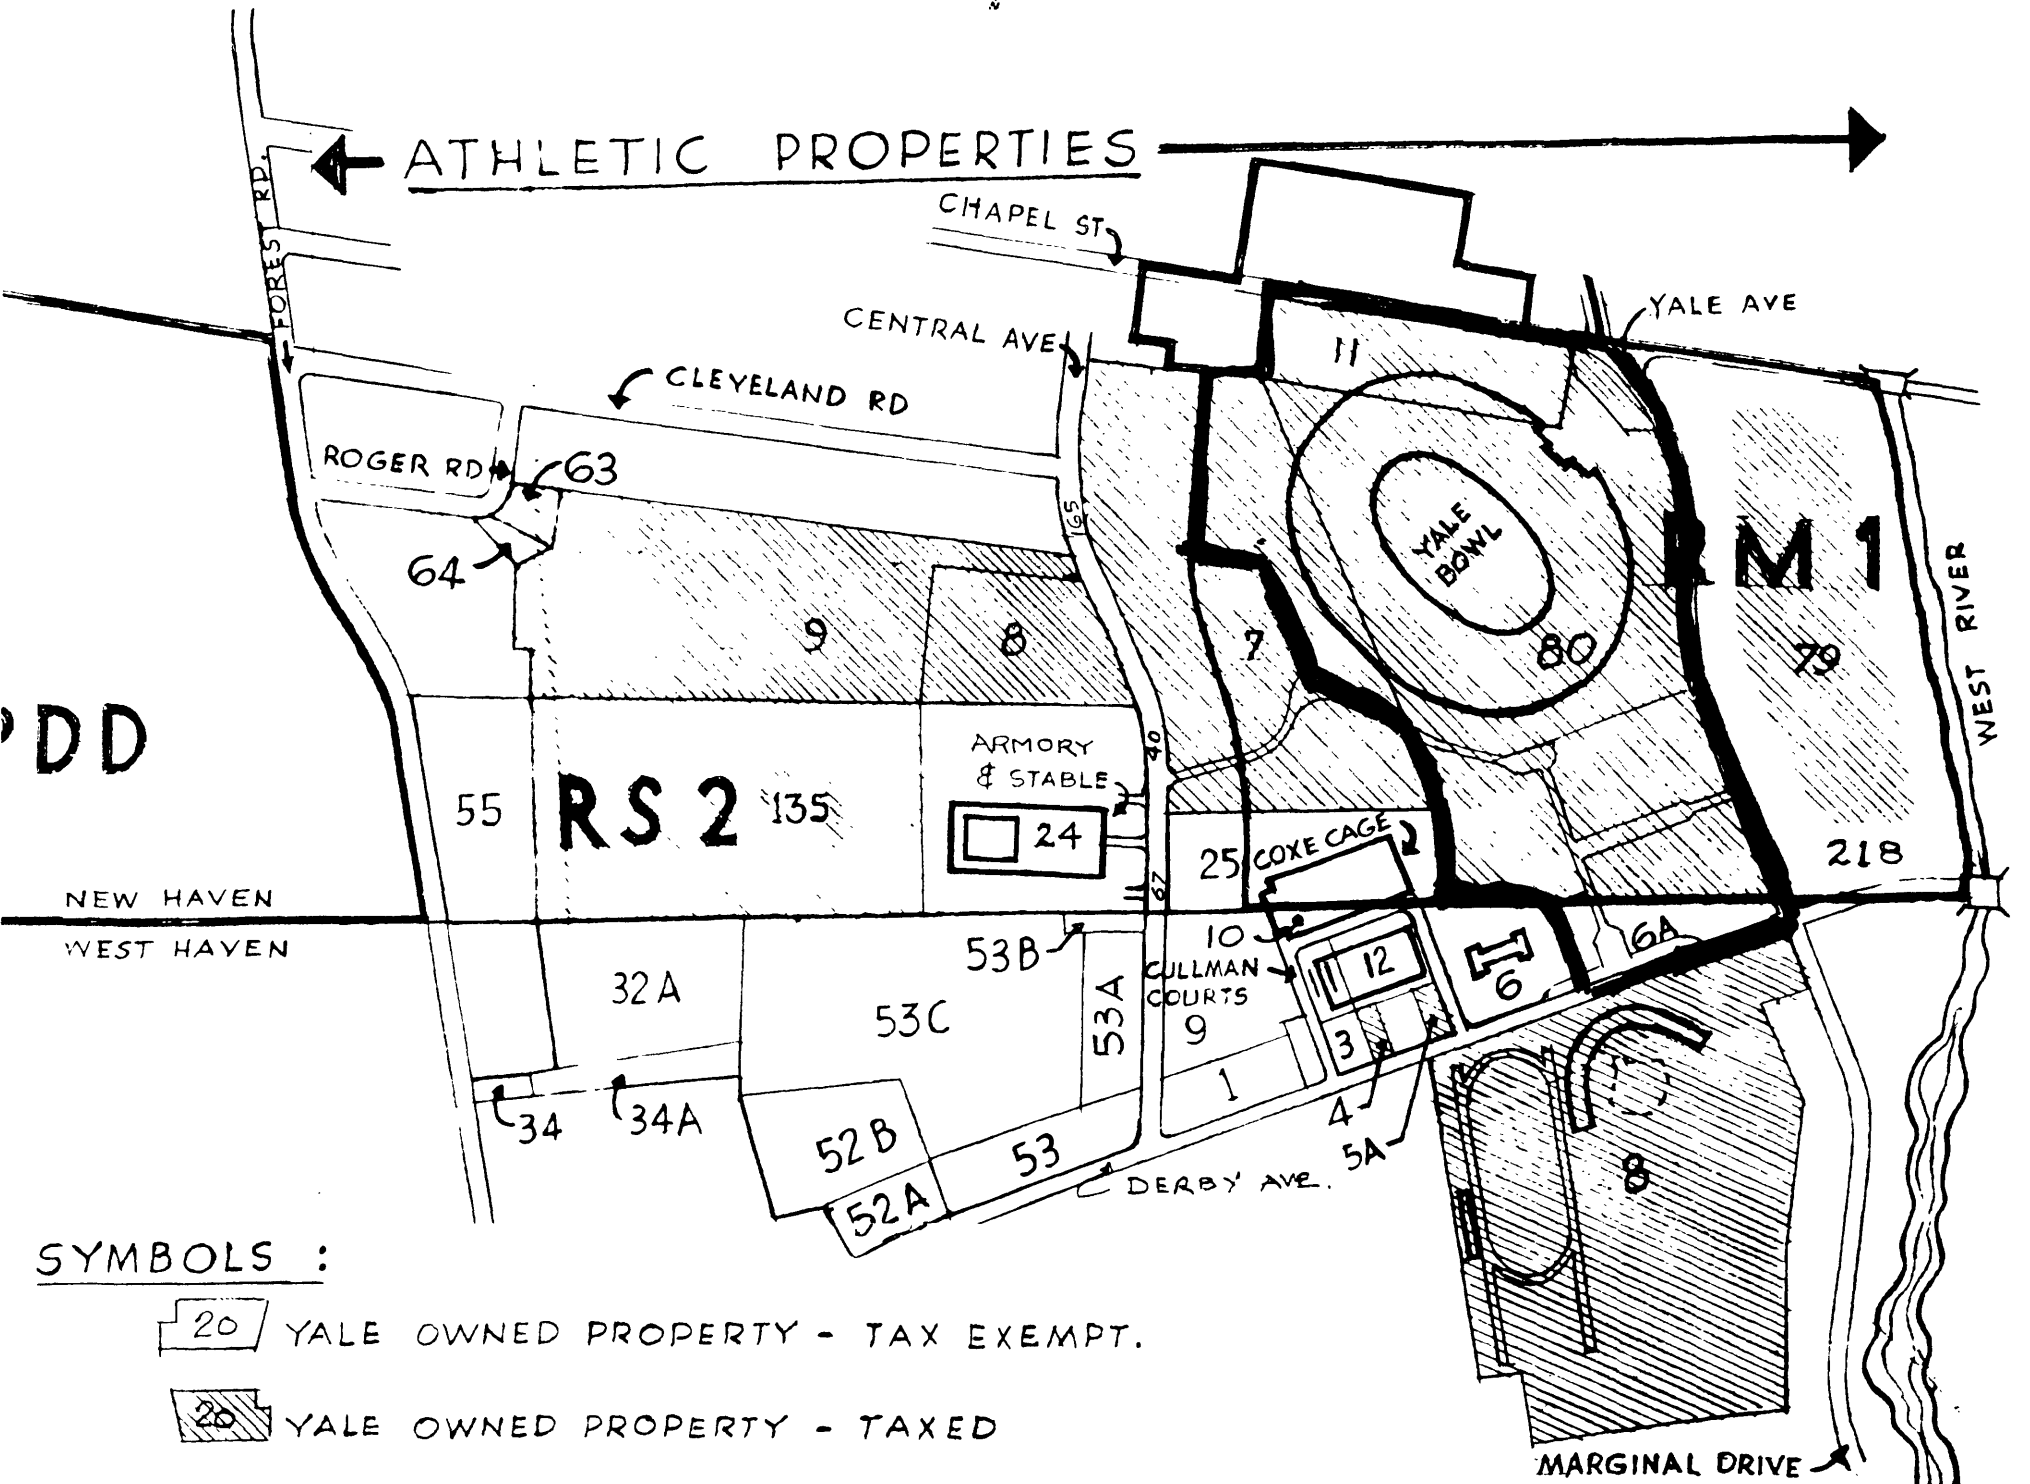 ATHLETIC PROPERTIES
CHAPEL ST.
FOREST RD.
YALE AVE
CENTRAL AVE
11
CLEVELAND RD
ROGER RD
63
165
64
YALE
BOWL
RM1
WEST RIVER
9
8
7
80
79
PDD
40
ARMORY
& STABLE
55
RS2
135
24
COXE CAGE
25
218
67
NEW HAVEN
WEST HAVEN
10
6A
53B
12
CULLMAN
COURTS
6
32A
53C
53A
9
3
1
4
34
34A
52B
53
5A
8
52A
DERBY AVE.
SYMBOLS :
20 YALE OWNED PROPERTY - TAX EXEMPT.
20 YALE OWNED PROPERTY - TAXED
MARGINAL DRIVE